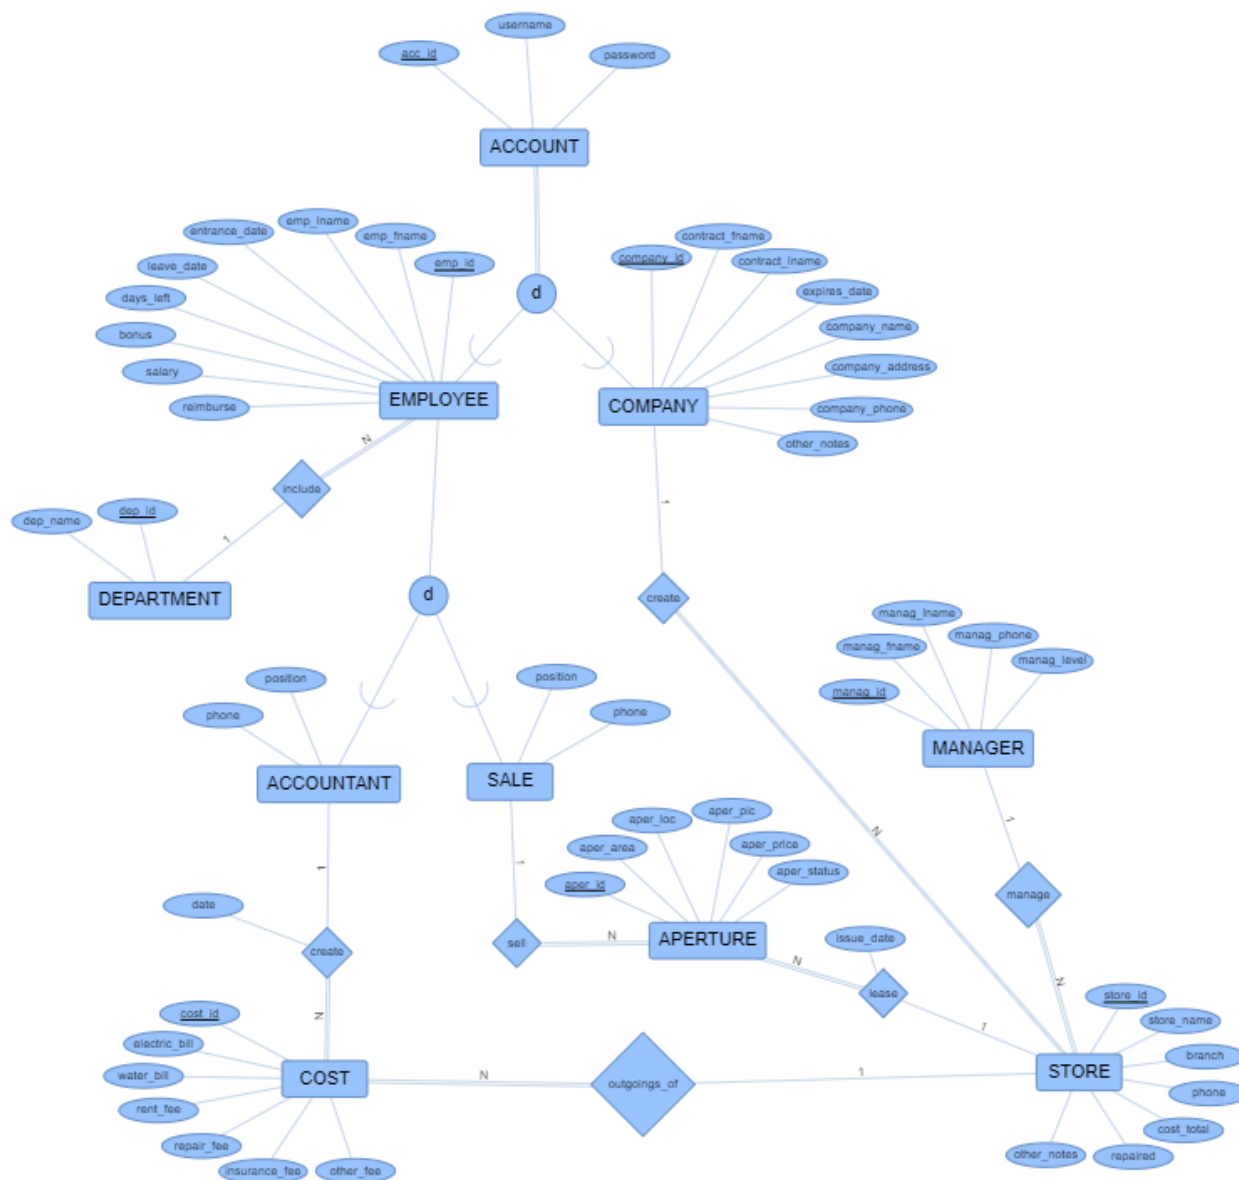 username
acc_id
password
ACCOUNT
emp_lname
entrance_date
emp_fname
emp_id
leave_date
days_left
bonus
salary
reimburse
EMPLOYEE
d
contract_fname
company_id
contract_lname
expires_date
company_name
company_address
company_phone
other_notes
COMPANY
N
include
1
dep_id
dep_name
DEPARTMENT
d
1
create
N
manag_lname
manag_phone
manag_fname
manag_level
manag_id
MANAGER
1
manage
N
position
phone
ACCOUNTANT
position
phone
SALE
1
sell
N
aper_pic
aper_loc
aper_price
aper_area
aper_status
aper_id
APERTURE
N
issue_date
lease
1
1
date
create
N
cost_id
electric_bill
water_bill
rent_fee
repair_fee
insurance_fee
other_fee
COST
N
outgoings_of
1
store_id
store_name
branch
phone
cost_total
repaired
other_notes
STORE